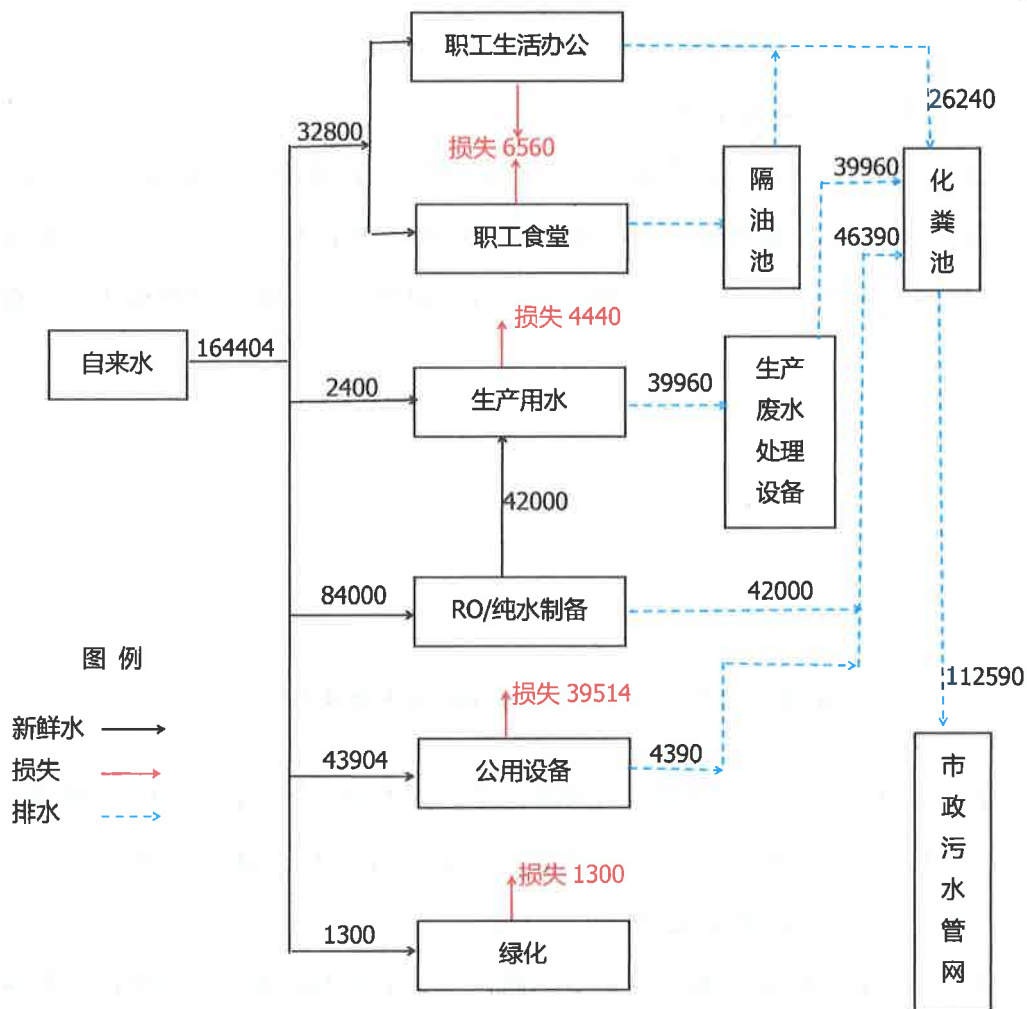 职工生活办公
26240
32800
损失 6560
39960
隔油池
化粪池
职工食堂
46390
损失 4440
164404
自来水
2400
生产用水
39960
生产废水处理设备
42000
84000
RO/纯水制备
42000
图 例
112590
损失 39514
新鲜水
43904
公用设备
4390
损失
排水
市政污水管网
损失 1300
1300
绿化